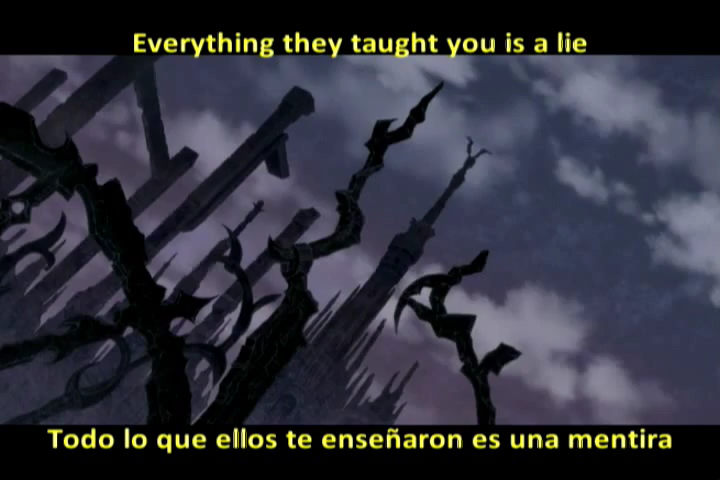 Everything they taught you is a lie
Todo lo que ellos te enseñaron es una mentira